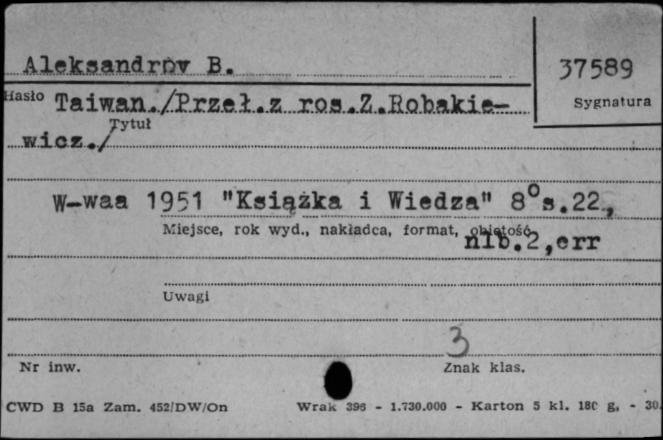 Aleksandrov B.
37589
Hasło
Taiwan./Przeł.z ros.Z.Robakie-
Sygnatura
Tytuł
wicz./
W-waa 1951 "Książka i Wiedza" 8° s.22,
Miejsce, rok wyd., nakładca, format, objętość
nlb.2,err
Uwagi
3
Nr inw.
Znak klas.
CWD B 15a Zam. 452/DW/On
Wrak 396 - 1.730.000 - Karton 5 kl. 180 g, - 30.